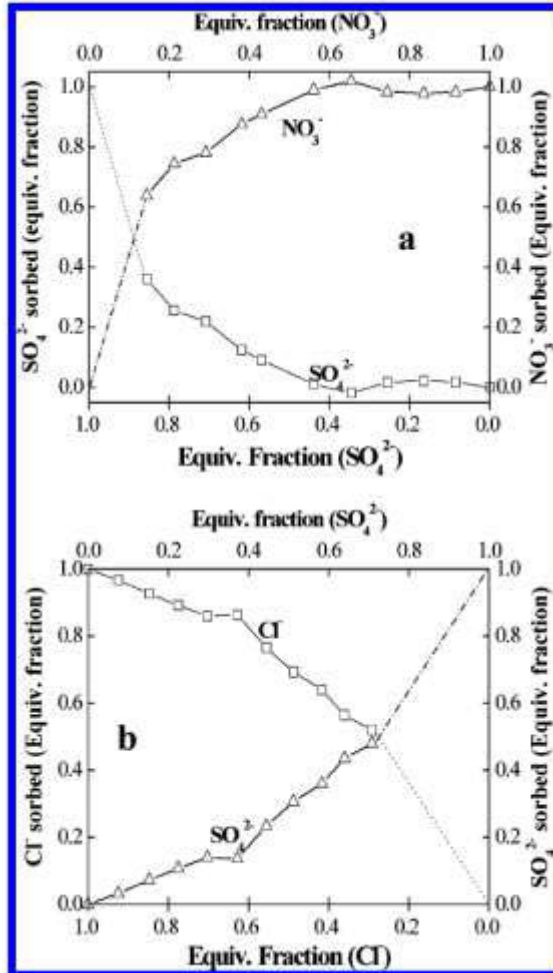 Equiv. fraction (NO₃⁻)
0.0 0.2 0.4 0.6 0.8 1.0
SO₄²⁻ sorbed (equiv. fraction)
1.0
0.8
0.6
0.4
0.2
0.0
NO₃⁻
a
SO₄²⁻
1.0
0.8
0.6
0.4
0.2
0.0
NO₃⁻ sorbed (Equiv. fraction)
1.0 0.8 0.6 0.4 0.2 0.0
Equiv. Fraction (SO₄²⁻)
Equiv. fraction (SO₄²⁻)
0.0 0.2 0.4 0.6 0.8 1.0
Cl⁻ sorbed (Equiv. fraction)
1.0
0.8
0.6
0.4
0.2
0.0
Cl⁻
b
SO₄²⁻
1.0
0.8
0.6
0.4
0.2
0.0
SO₄²⁻ sorbed (Equiv. fraction)
1.0 0.8 0.6 0.4 0.2 0.0
Equiv. Fraction (Cl⁻)